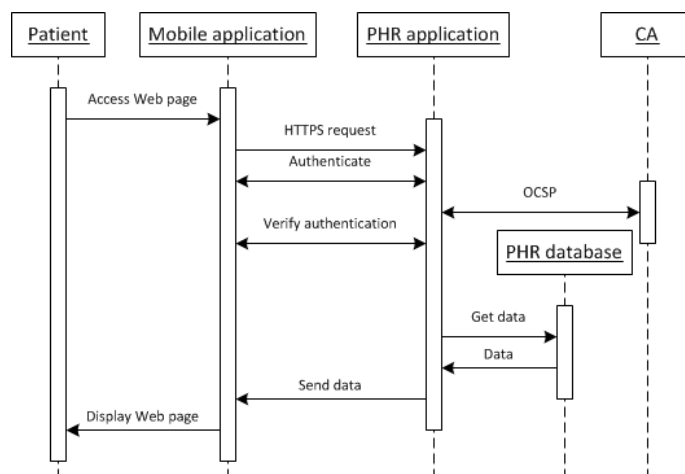 Patient
Mobile application
PHR application
CA
Access Web page
HTTPS request
Authenticate
OCSP
Verify authentication
PHR database
Get data
Data
Send data
Display Web page